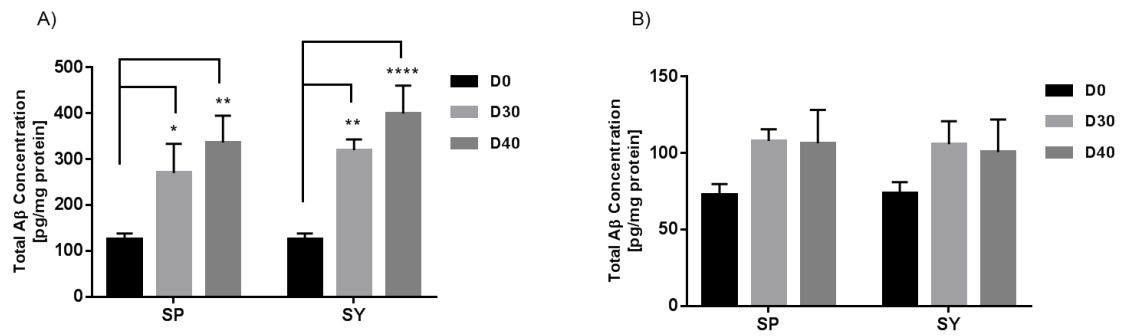 A)
Total Aβ Concentration
[pg/mg protein]
500
400
300
200
100
0
*
**
**
****
SP
SY
D0
D30
D40
B)
Total Aβ Concentration
[pg/mg protein]
150
100
50
0
SP
SY
D0
D30
D40